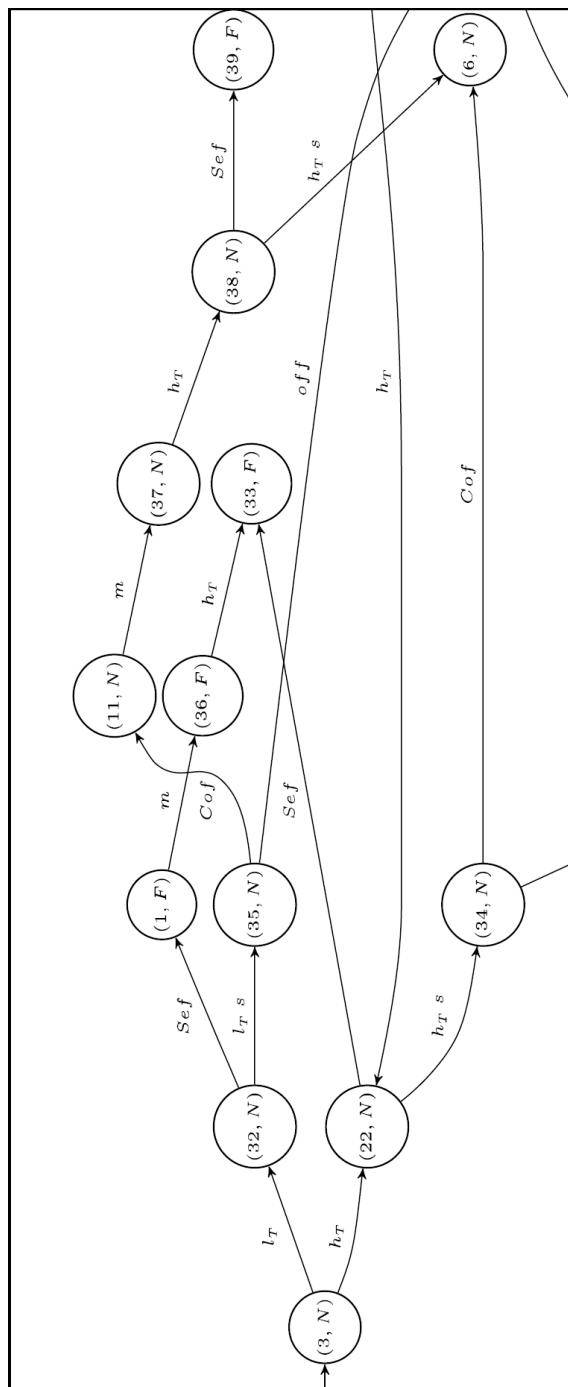 (39, F)
(6, N)
Sef
h_T s
(38, N)
h_T
off
h_T
(37, N)
(33, F)
Cof
m
h_T
(11, N)
(36, F)
m
Cof
Sef
(1, F)
(35, N)
(34, N)
Sef
l_T s
h_T s
(32, N)
(22, N)
l_T
h_T
(3, N)